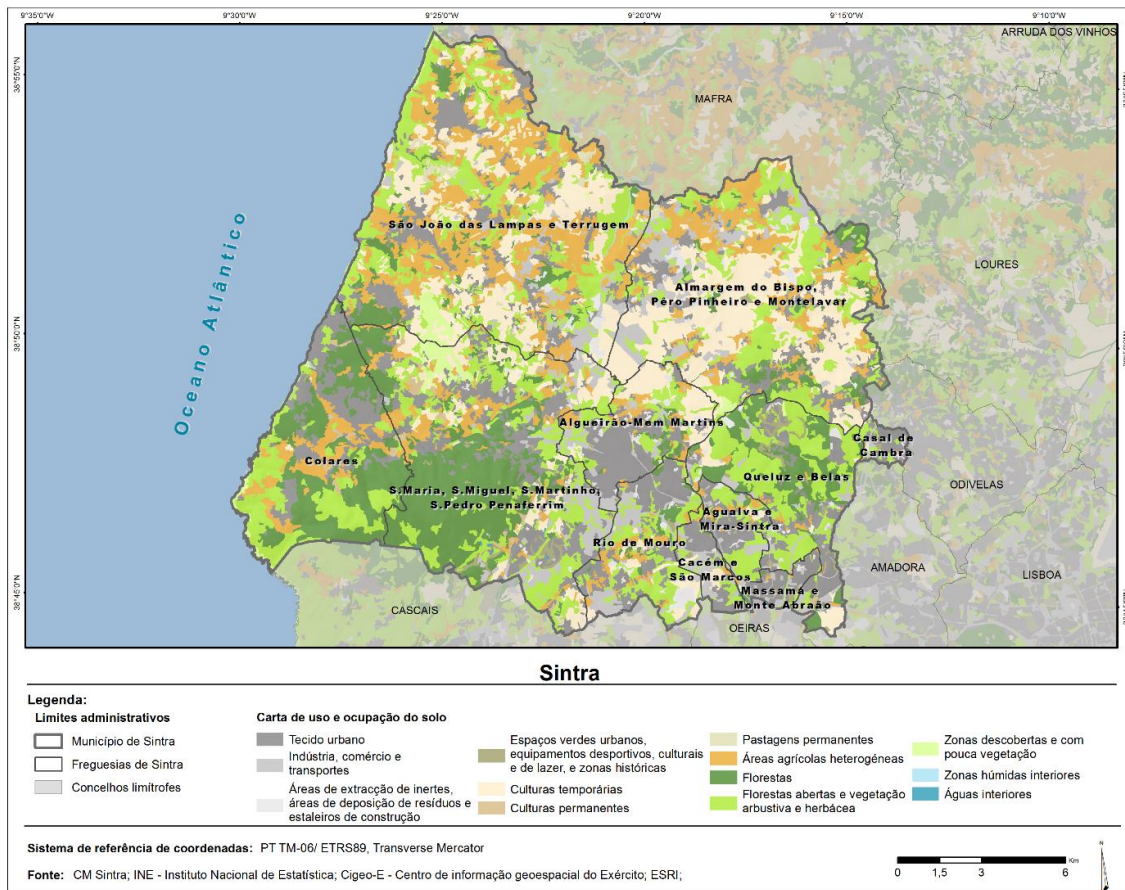 9°35'0"W 9°30'0"W 9°25'0"W 9°20'0"W 9°15'0"W 9°10'0"W
ARRUDA DOS VINHOS
MAFRA
São João das Lampas e Terrugem
LOURES
Almargem do Bispo,
Pêro Pinheiro e Montelavar
Oceano Atlântico
Algueirão-Mem Martins
Casal de
Cambra
Colares
Queluz e Belas
ODIVELAS
S.Maria, S.Miguel, S.Martinho,
S.Pedro Penaferrim
Agualva e
Mira-Sintra
Rio de Mouro
Cacém e
São Marcos
AMADORA
LISBOA
Massamá e
Monte Abraão
CASCAIS
OEIRAS
38°55'0"N
38°50'0"N
38°45'0"N
Sintra
Legenda:
Limites administrativos
Município de Sintra
Freguesias de Sintra
Concelhos limítrofes
Carta de uso e ocupação do solo
Tecido urbano
Indústria, comércio e
transportes
Áreas de extracção de inertes,
áreas de deposição de resíduos e
estaleiros de construção
Espaços verdes urbanos,
equipamentos desportivos, culturais
e de lazer, e zonas históricas
Culturas temporárias
Culturas permanentes
Pastagens permanentes
Áreas agrícolas heterogéneas
Florestas
Florestas abertas e vegetação
arbustiva e herbácea
Zonas descobertas e com
pouca vegetação
Zonas húmidas interiores
Águas interiores
Sistema de referência de coordenadas: PT TM-06/ ETRS89, Transverse Mercator
Fonte: CM Sintra; INE - Instituto Nacional de Estatística; Cigeo-E - Centro de informação geoespacial do Exército; ESRI;
Km
0 1,5 3 6
N